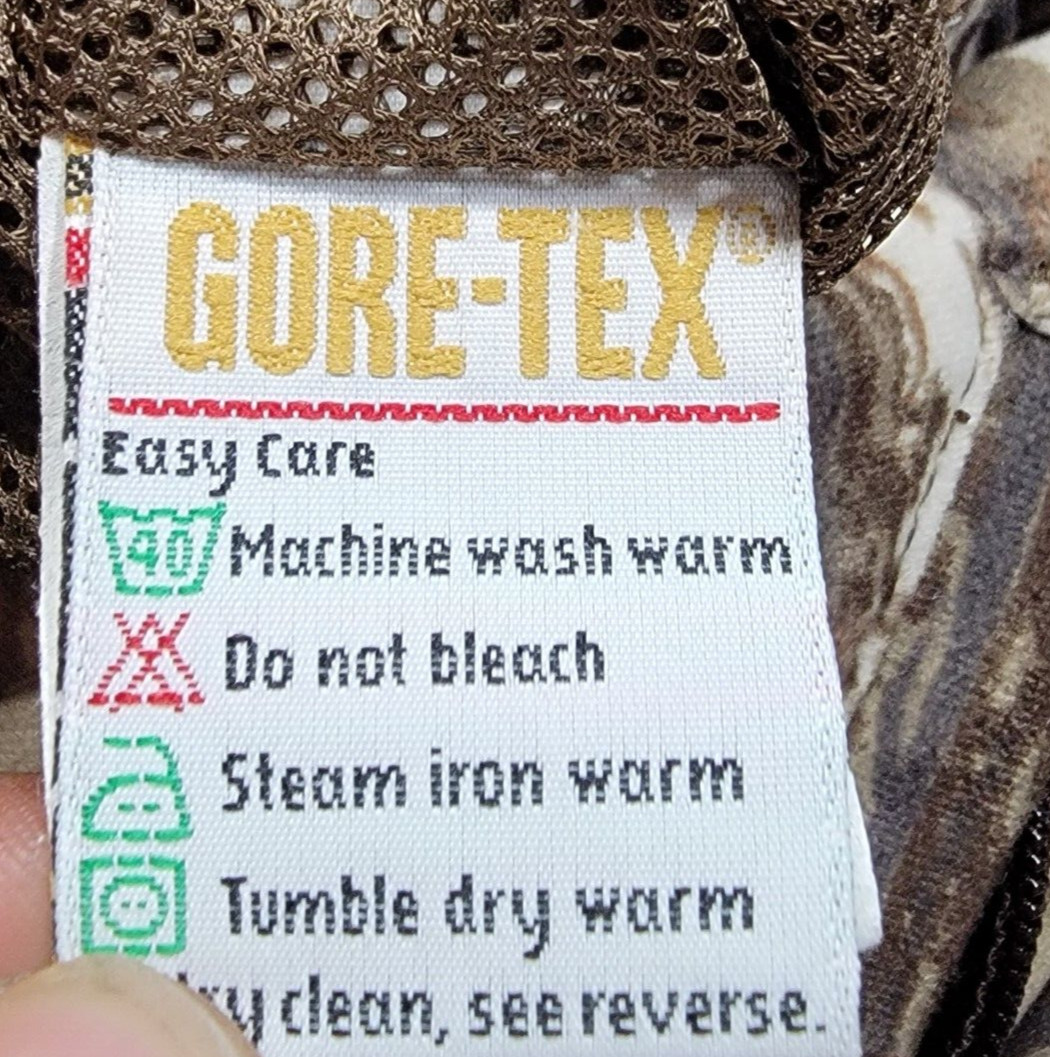 GORE-TEX®
Easy Care
40 Machine wash warm
Do not bleach
Steam iron warm
Tumble dry warm
clean, see reverse.